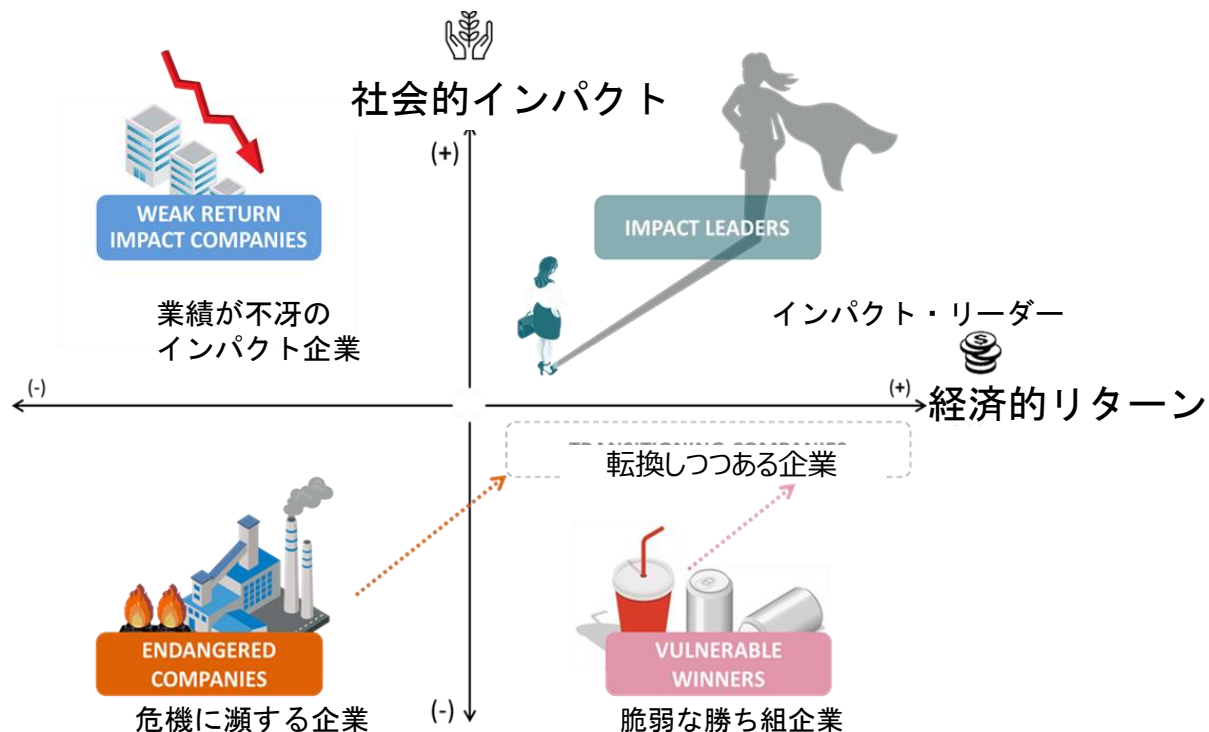 社会的インパクト
(+)
WEAK RETURN
IMPACT COMPANIES
IMPACT LEADERS
業績が不冴の
インパクト企業
インパクト・リーダー
(-)
(+)
経済的リターン
TRANSITIONING COMPANIES
転換しつつある企業
ENDANGERED
COMPANIES
VULNERABLE
WINNERS
危機に瀕する企業
(-)
脆弱な勝ち組企業